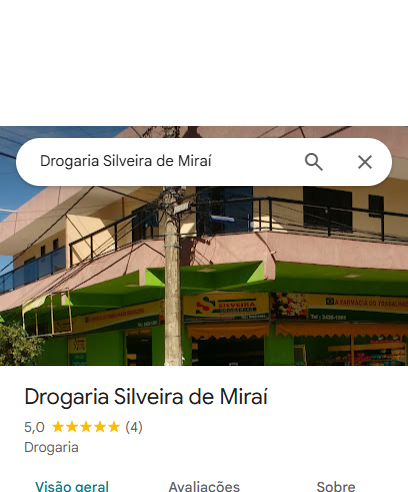 Drogaria Silveira de Miraí
SILVEIRA
A FARMÁCIA DO TRABALHADOR
Drogaria Silveira de Miraí
5,0 (4)
Drogaria
Visão geral Avaliações Sobre